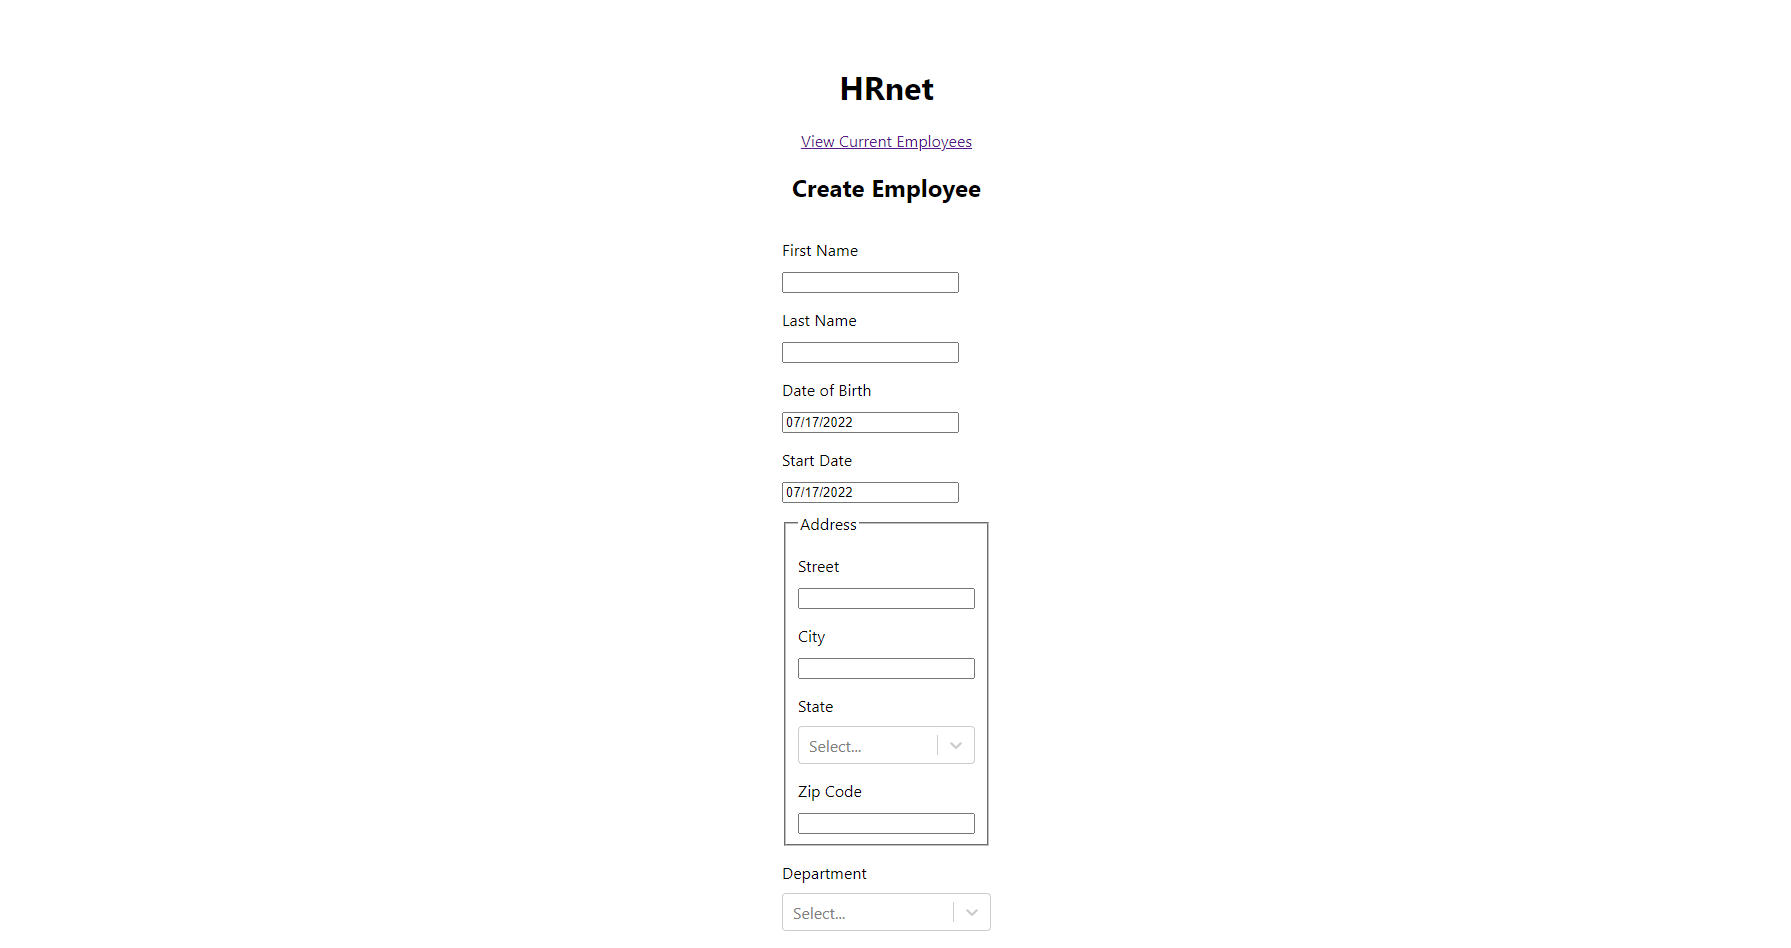 HRnet
View Current Employees
Create Employee
First Name
Last Name
Date of Birth
07/17/2022
Start Date
07/17/2022
Address
Street
City
State
Select...
Zip Code
Department
Select...